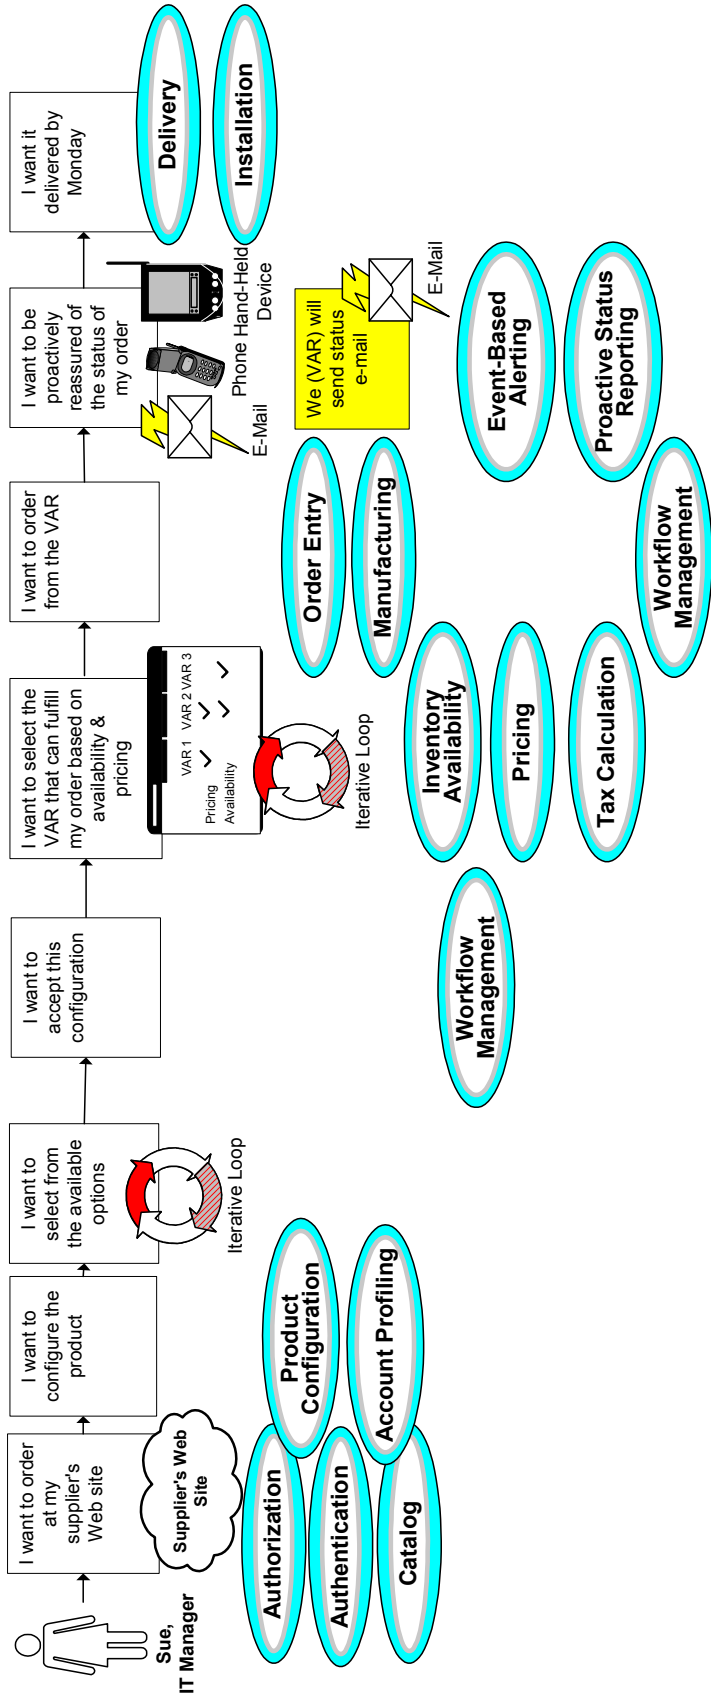 Sue,
IT Manager
I want to order
at my
supplier's
Web site
Supplier's Web
Site
I want to
configure the
product
I want to
select from
the available
options
Iterative Loop
I want to
accept this
configuration
I want to select the
VAR that can fulfill
my order based on
availability &
pricing
VAR 1 VAR 2 VAR 3
Pricing
Availability
Iterative Loop
I want to order
from the VAR
I want to be
proactively
reassured of
the status of
my order
E-Mail
Phone Hand-Held
Device
I want it
delivered by
Monday
We (VAR) will
send status
e-mail
E-Mail
Authorization
Authentication
Catalog
Product
Configuration
Account Profiling
Workflow
Management
Inventory
Availability
Pricing
Tax Calculation
Order Entry
Manufacturing
Workflow
Management
Event-Based
Alerting
Proactive Status
Reporting
Delivery
Installation